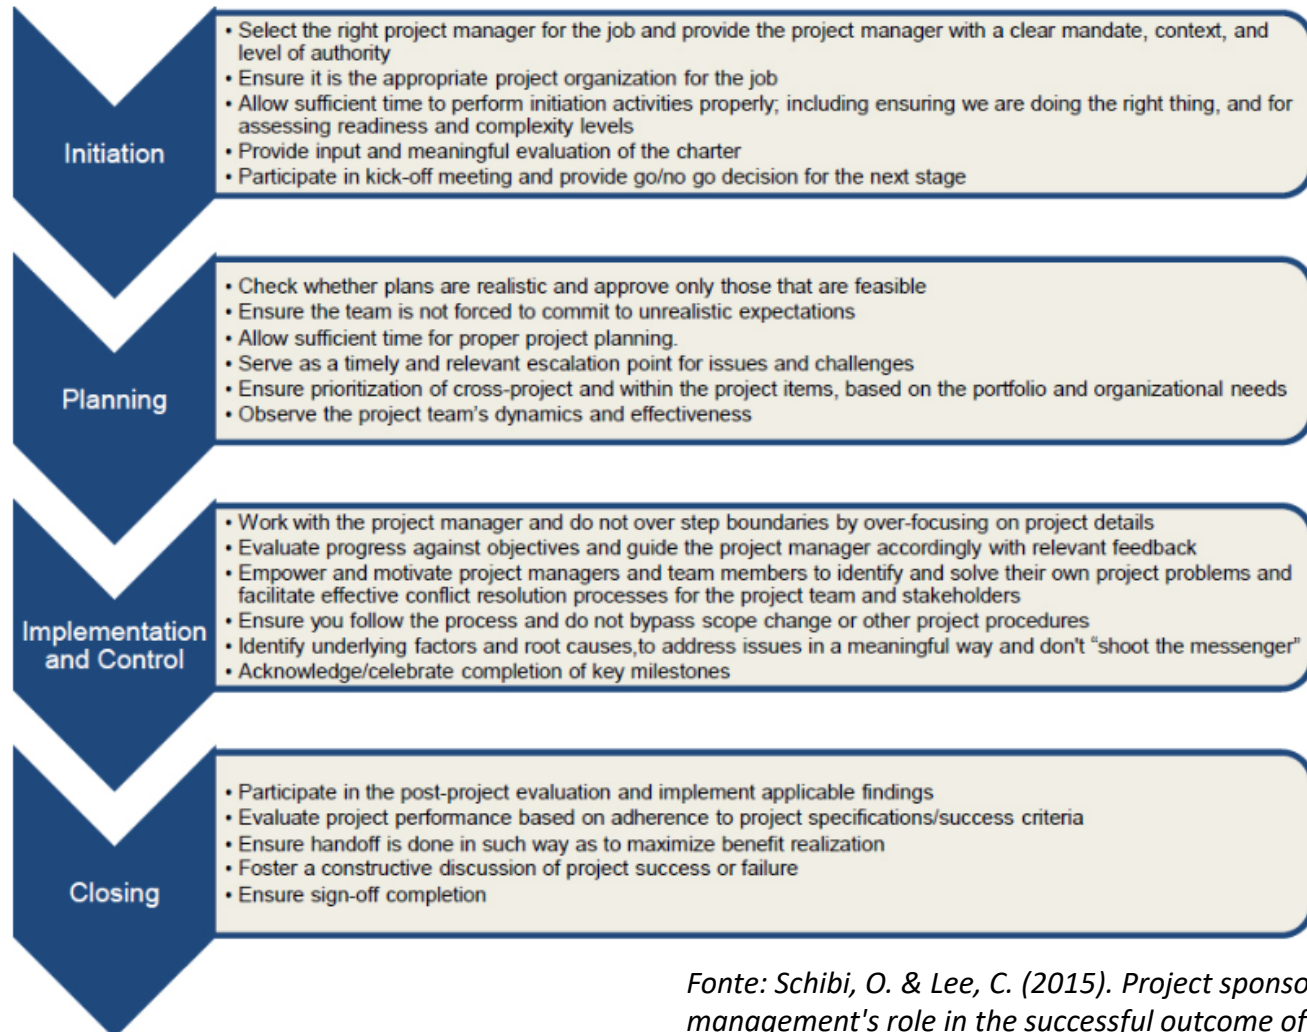 Initiation
• Select the right project manager for the job and provide the project manager with a clear mandate, context, and
level of authority
• Ensure it is the appropriate project organization for the job
• Allow sufficient time to perform initiation activities properly; including ensuring we are doing the right thing, and for
assessing readiness and complexity levels
• Provide input and meaningful evaluation of the charter
• Participate in kick-off meeting and provide go/no go decision for the next stage
Planning
• Check whether plans are realistic and approve only those that are feasible
• Ensure the team is not forced to commit to unrealistic expectations
• Allow sufficient time for proper project planning.
• Serve as a timely and relevant escalation point for issues and challenges
• Ensure prioritization of cross-project and within the project items, based on the portfolio and organizational needs
• Observe the project team's dynamics and effectiveness
Implementation
and Control
• Work with the project manager and do not over step boundaries by over-focusing on project details
• Evaluate progress against objectives and guide the project manager accordingly with relevant feedback
• Empower and motivate project managers and team members to identify and solve their own project problems and
facilitate effective conflict resolution processes for the project team and stakeholders
• Ensure you follow the process and do not bypass scope change or other project procedures
• Identify underlying factors and root causes,to address issues in a meaningful way and don't “shoot the messenger”
• Acknowledge/celebrate completion of key milestones
Closing
• Participate in the post-project evaluation and implement applicable findings
• Evaluate project performance based on adherence to project specifications/success criteria
• Ensure handoff is done in such way as to maximize benefit realization
• Foster a constructive discussion of project success or failure
• Ensure sign-off completion
Fonte: Schibi, O. & Lee, C. (2015). Project
management's role in the successful outcome of